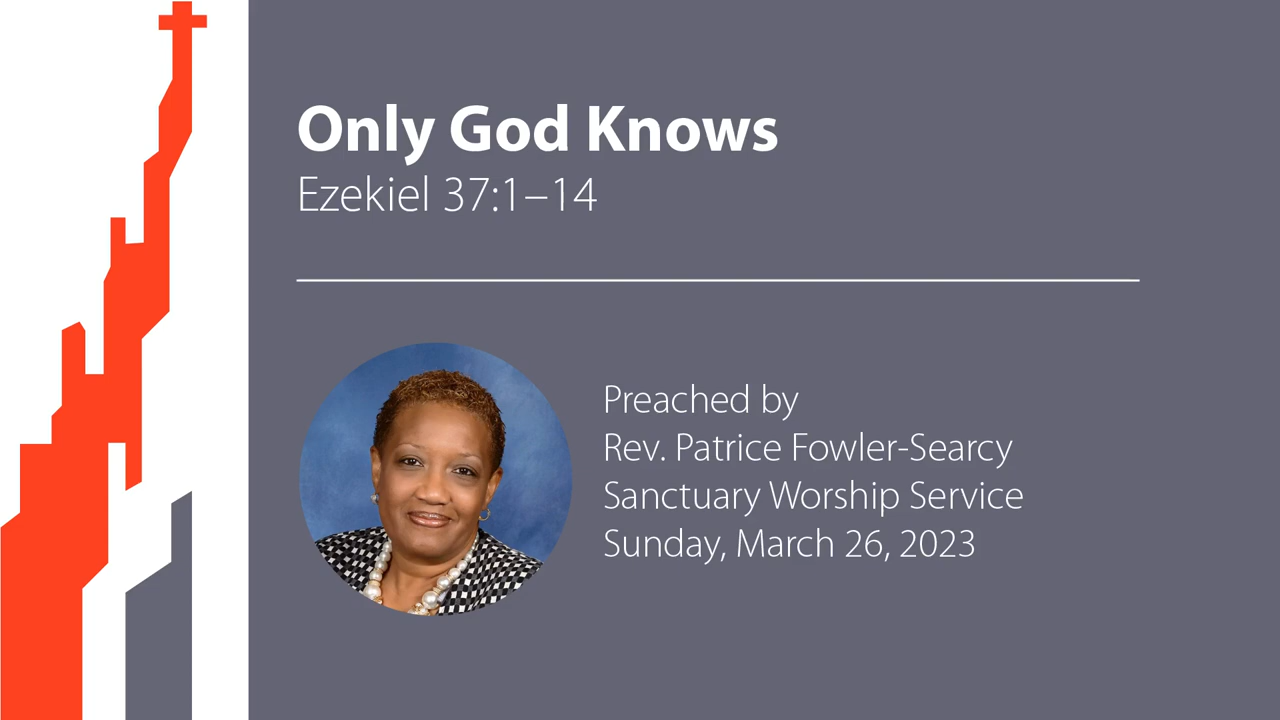 Only God Knows
Ezekiel 37:1–14
Preached by
Rev. Patrice Fowler-Searcy
Sanctuary Worship Service
Sunday, March 26, 2023